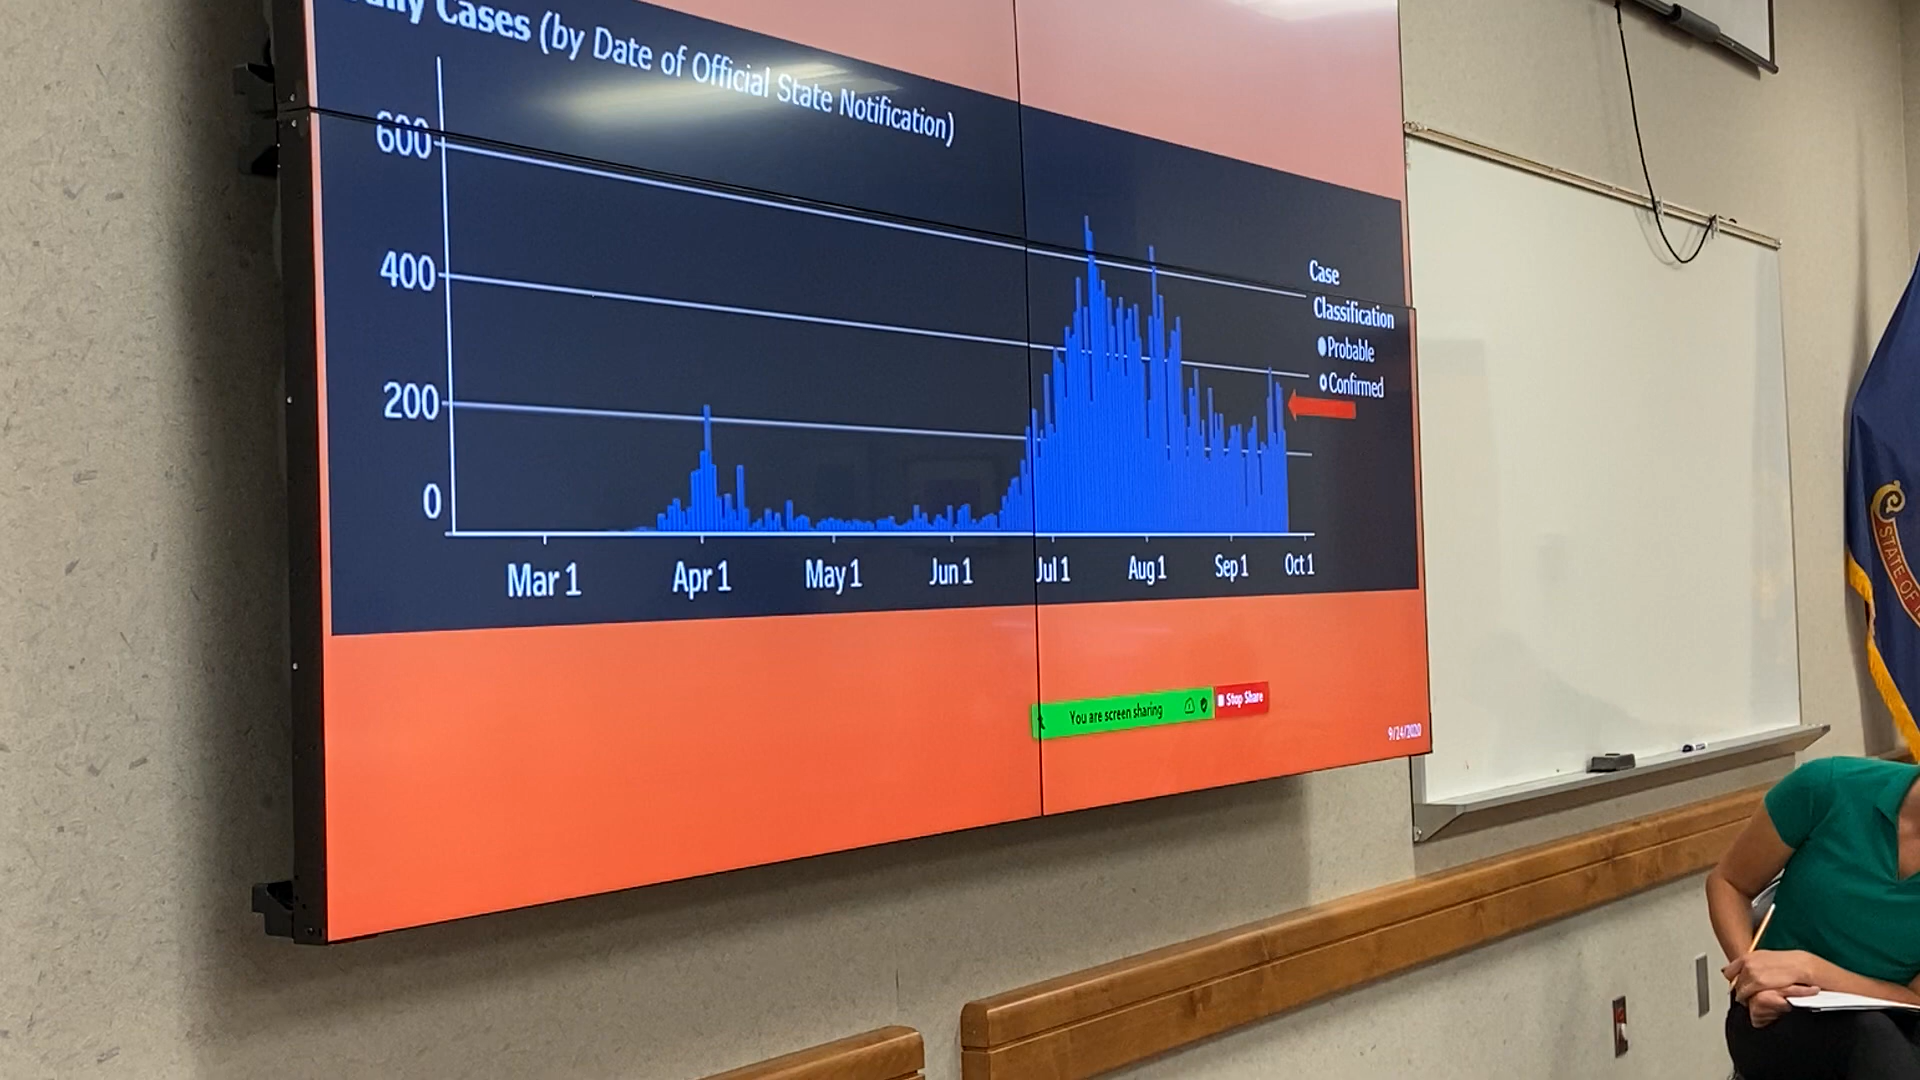 Cases (by Date of Official State Notification)
600
400
200
0
Mar 1
Apr 1
May 1
Jun 1
Jul 1
Aug 1
Sep 1
Oct 1
Case
Classification
Probable
Confirmed
You are screen sharing
Stop Share
9/24/2020
STATE OF